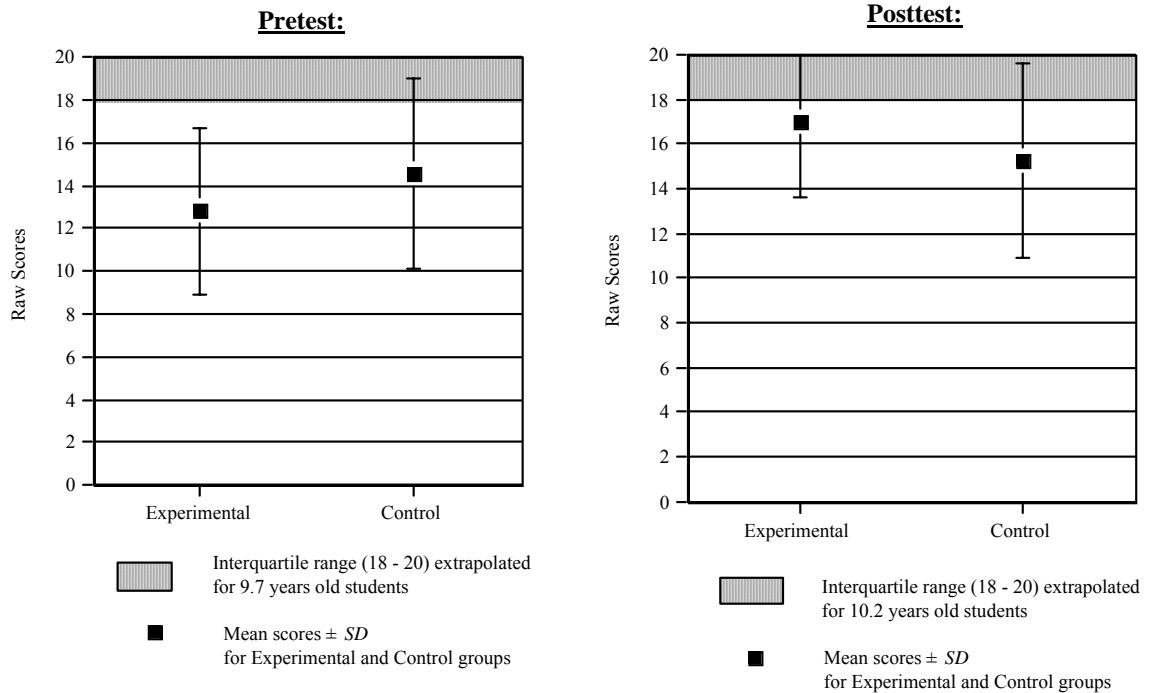 Pretest:
20
18
16
14
12
10
8
6
4
2
0
Raw Scores
Experimental Control
Interquartile range (18 - 20) extrapolated
for 9.7 years old students
Mean scores ± SD
for Experimental and Control groups
Posttest:
20
18
16
14
12
10
8
6
4
2
0
Raw Scores
Experimental Control
Interquartile range (18 - 20) extrapolated
for 10.2 years old students
Mean scores ± SD
for Experimental and Control groups